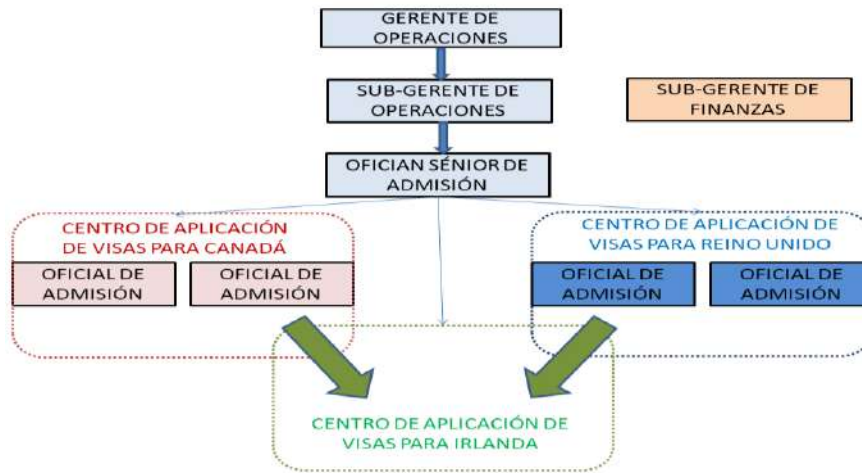 GERENTE DE
OPERACIONES
SUB-GERENTE DE
OPERACIONES
SUB-GERENTE DE
FINANZAS
OFICIAN SÉNIOR DE
ADMISIÓN
CENTRO DE APLICACIÓN
DE VISAS PARA CANADÁ
OFICIAL DE
ADMISIÓN
OFICIAL DE
ADMISIÓN
CENTRO DE APLICACIÓN DE
VISAS PARA REINO UNIDO
OFICIAL DE
ADMISIÓN
OFICIAL DE
ADMISIÓN
CENTRO DE APLICACIÓN DE
VISAS PARA IRLANDA